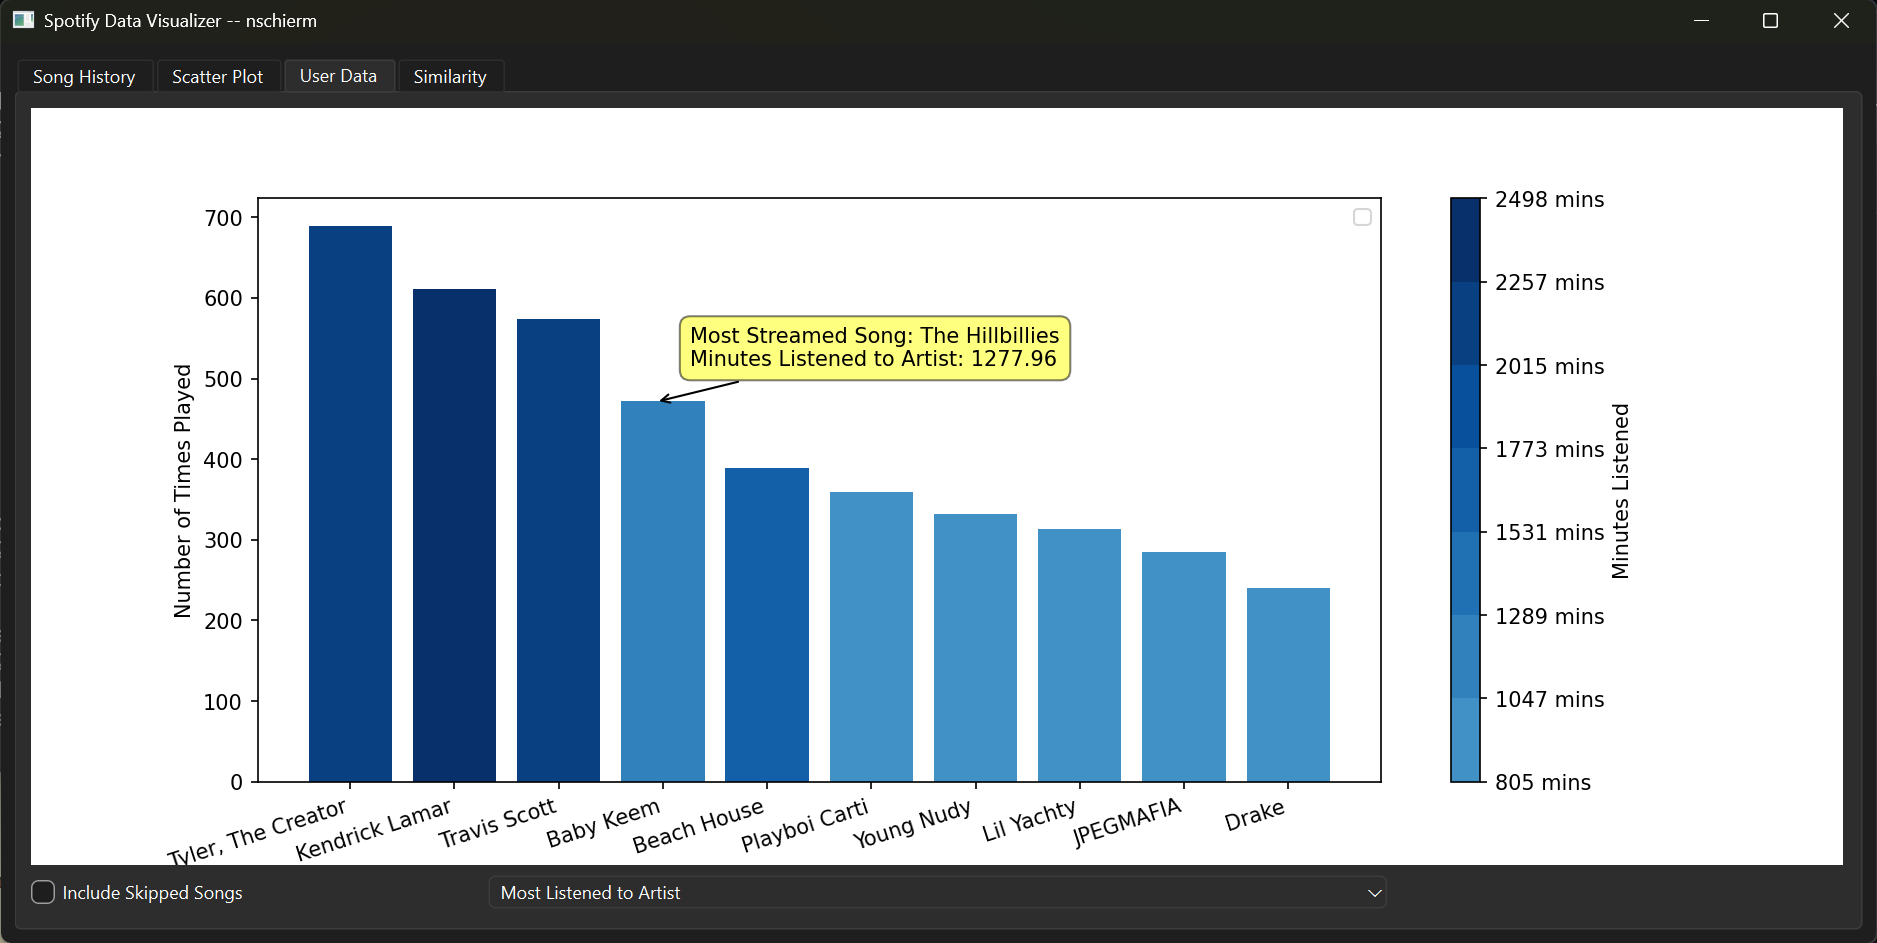 Spotify Data Visualizer -- nschierm
Song History
Scatter Plot
User Data
Similarity
Number of Times Played
700
600
500
400
300
200
100
0
Most Streamed Song: The Hillbillies
Minutes Listened to Artist: 1277.96
Tyler, The Creator
Kendrick Lamar
Travis Scott
Baby Keem
Beach House
Playboi Carti
Young Nudy
Lil Yachty
JPEGMAFIA
Drake
2498 mins
2257 mins
2015 mins
1773 mins
1531 mins
1289 mins
1047 mins
805 mins
Minutes Listened
Include Skipped Songs
Most Listened to Artist